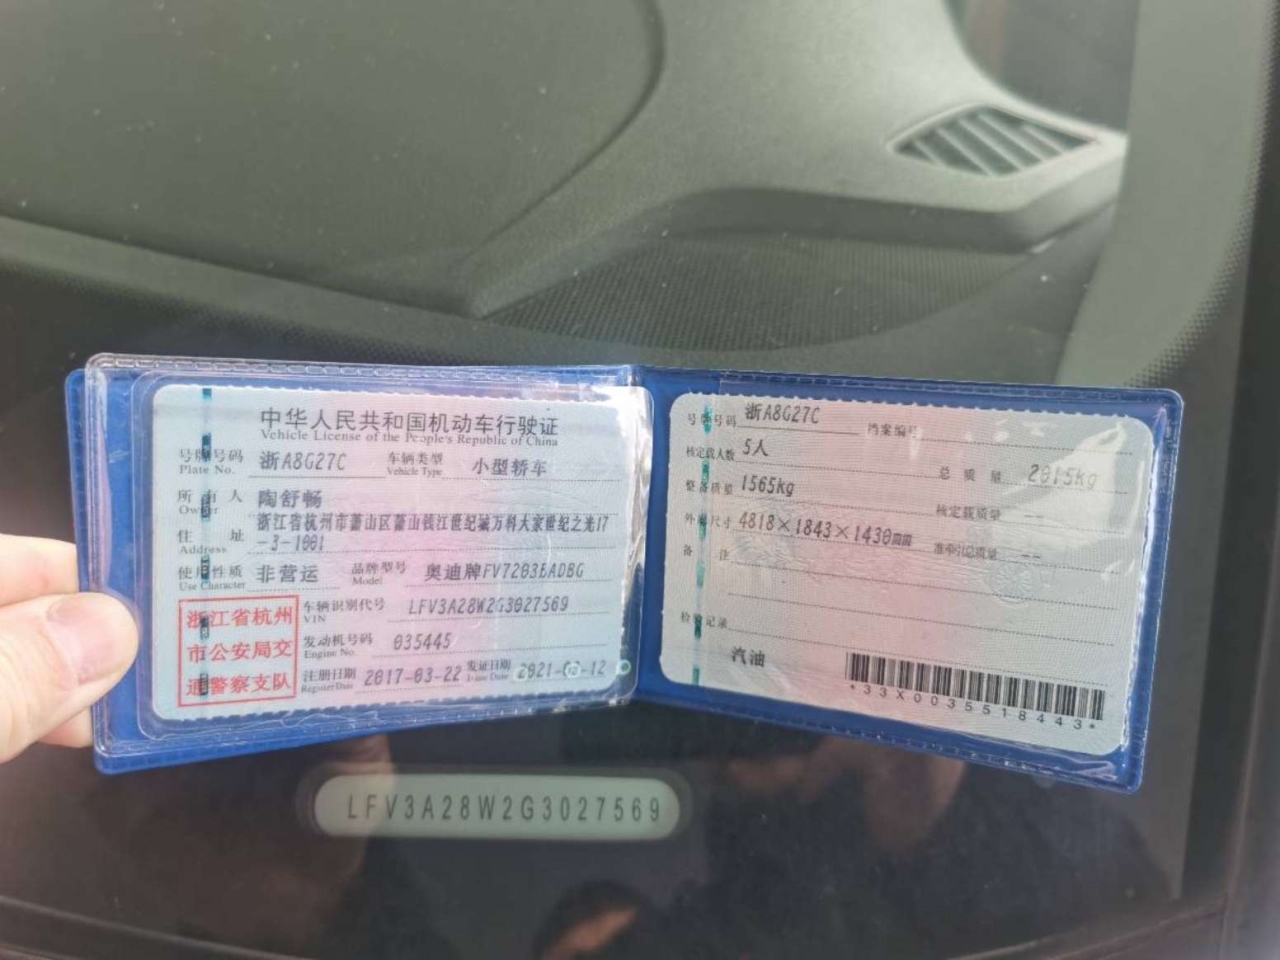 中华人民共和国机动车行驶证
Vehicle License of the People's Republic of China
号牌号码 浙A8G27C 车辆类型 小型轿车
Plate No. Vehicle Type
所有人 陶舒畅
Owner
住址 浙江省杭州市萧山区萧山钱江世纪城万科大家世纪之光17
Address -3-1001
使用性质 非营运 品牌型号 奥迪牌FV7203BADBG
Use Character Model
浙江省杭州
市公安局交
通警察支队
车辆识别代号 LFV3A28W2G3027569
VIN
发动机号码 035445
Engine No.
注册日期 2017-03-22 发证日期
Register Date Issue Date
号牌号码 浙A8G27C 档案编号
核定载人数 5人 总质量 2015kg
整备质量 1565kg 核定载质量 --
外廓尺寸 4818×1843×1430mm 准牵引总质量 --
备注
检验记录
汽油
*33X0035518443*
LFV3A28W2G3027569